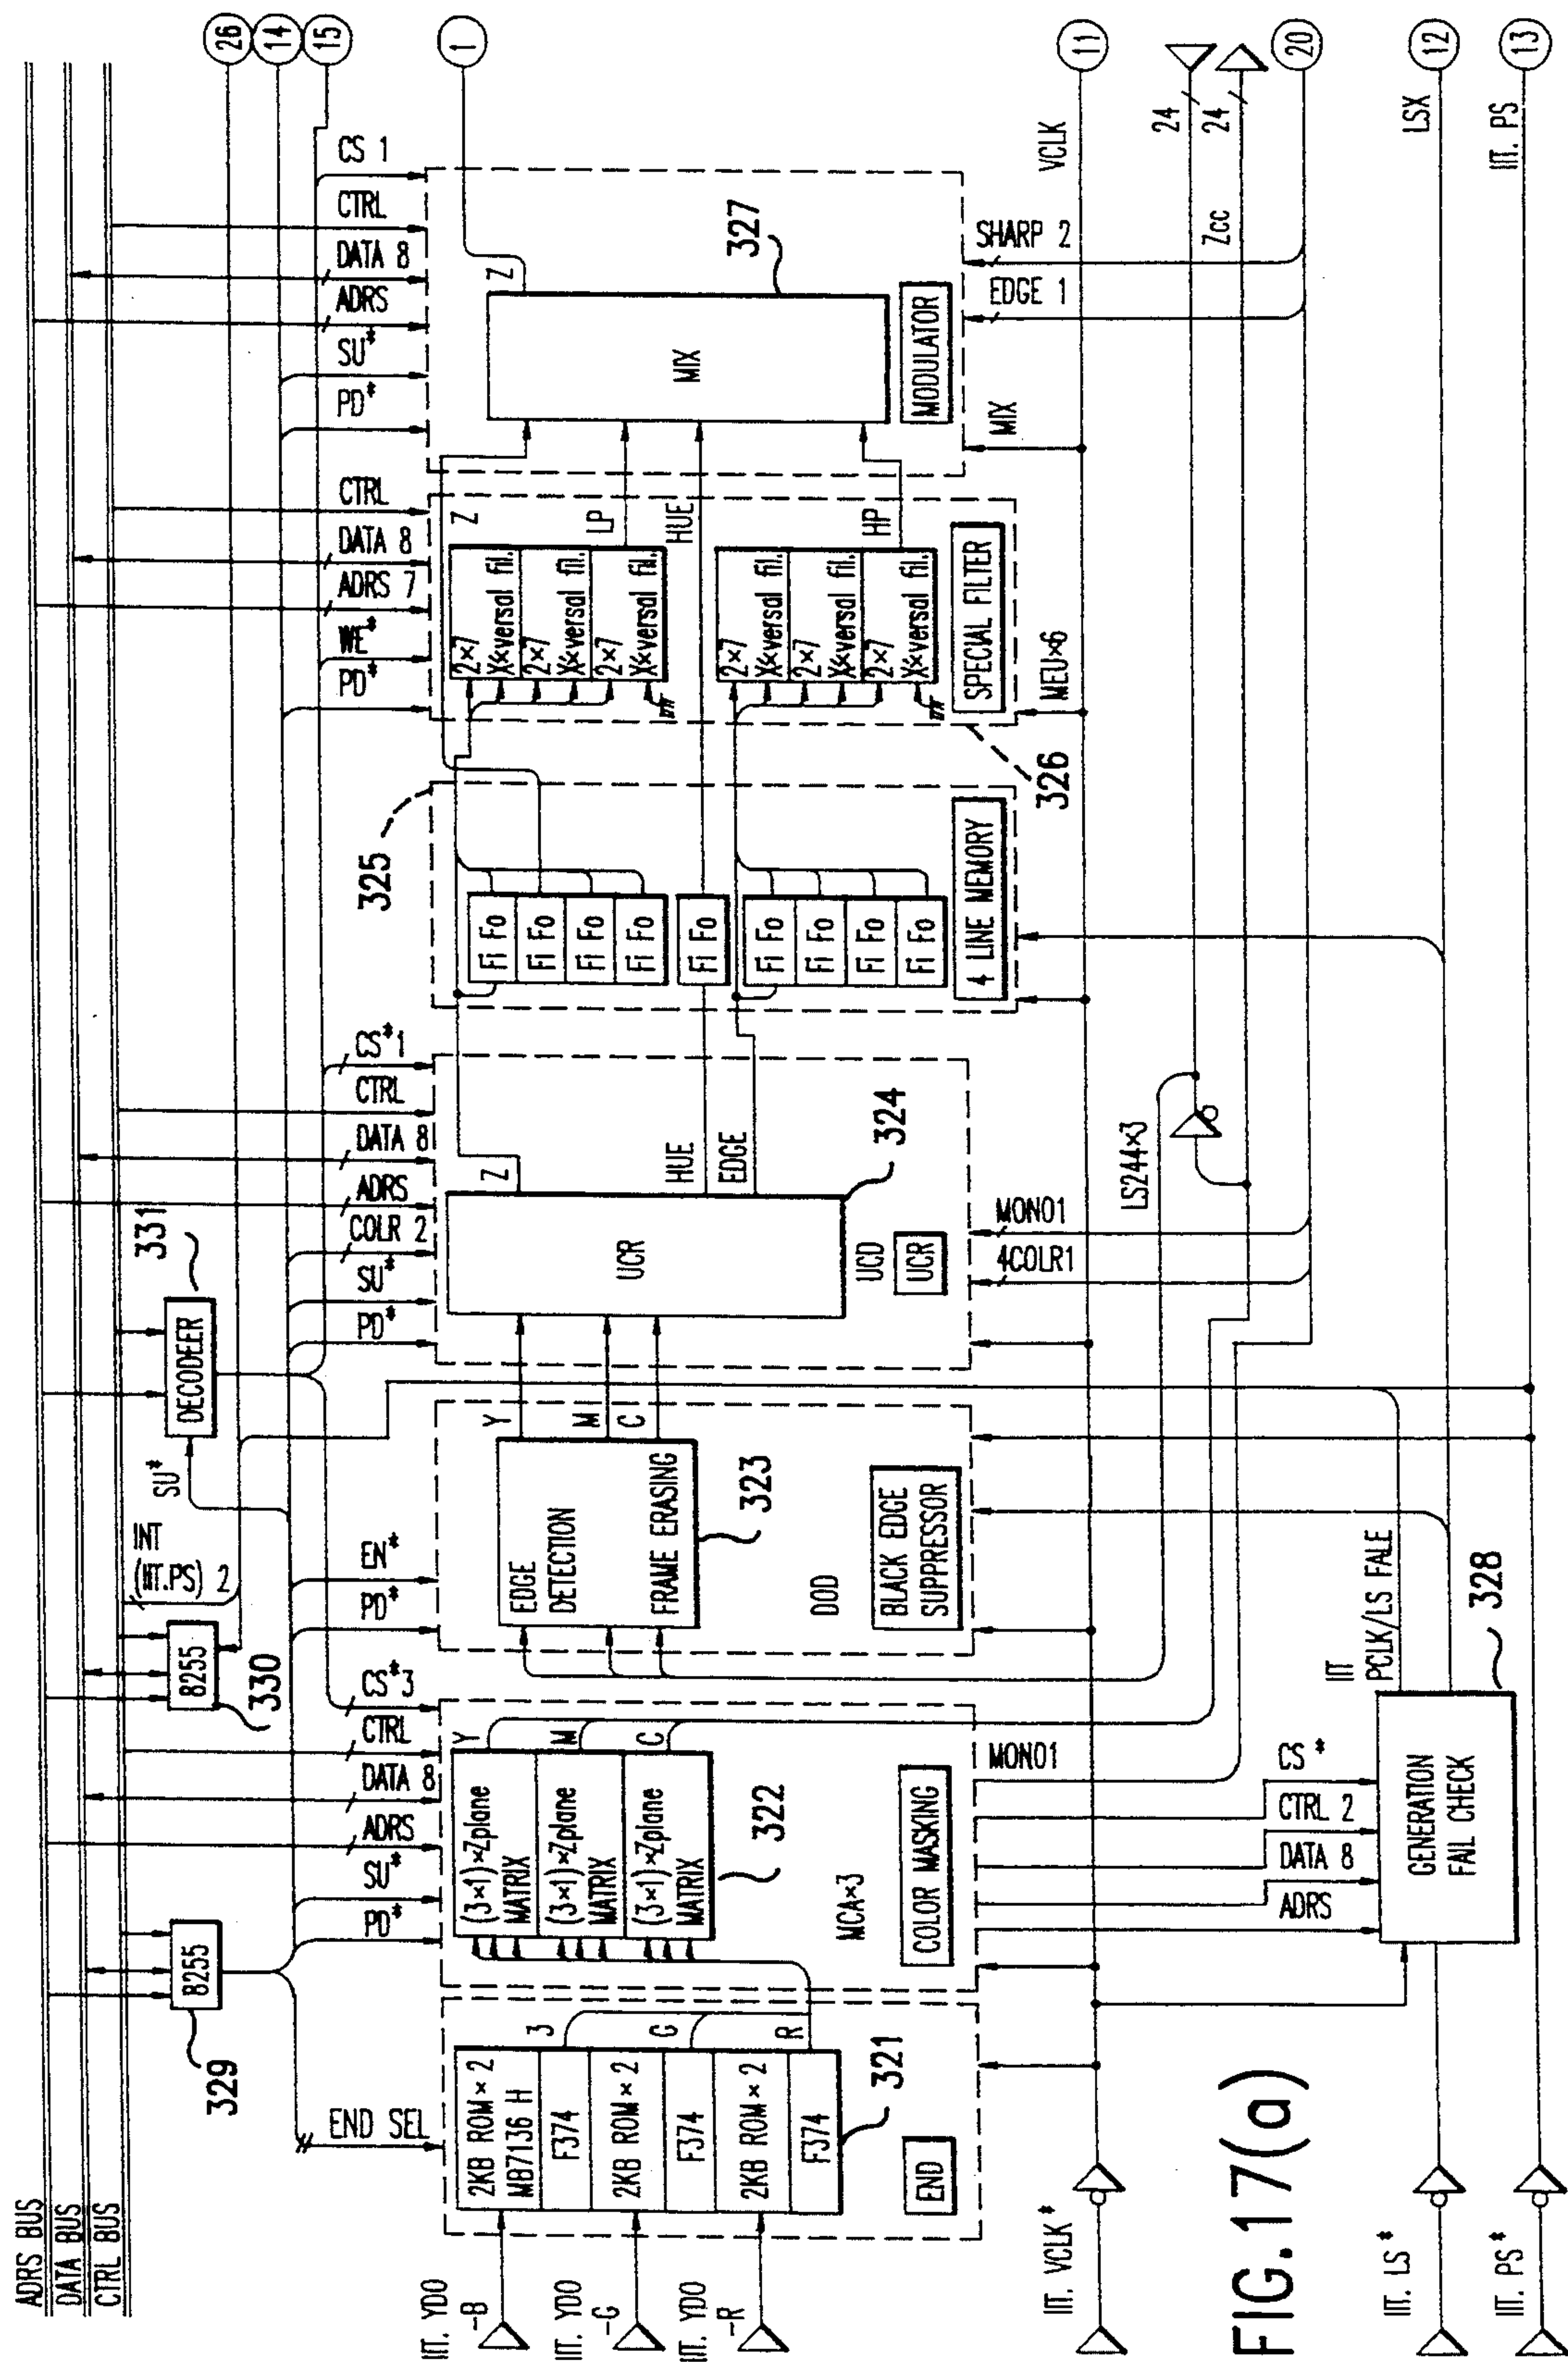 ADRS BUS
DATA BUS
CTRL BUS
26
14
15
1
8255
329
8255
330
INT
(IIT.PS) 2
SU*
DECODEER
331
END SEL
PD*
SU*
ADRS
DATA 8
CTRL
CS*3
PD*
EN*
PD*
SU*
COLR 2
ADRS
DATA 8
CTRL
CS*1
PD*
WE*
ADRS 7
DATA 8
CTRL
PD*
SU*
ADRS
DATA 8
CTRL
CS 1
IIT. YDO
-B
IIT. YDO
-G
IIT. YDO
-R
2KB ROM × 2
MB7136 H
F374
2KB ROM × 2
F374
2KB ROM × 2
F374
3
G
R
321
END
(3×1)×Zplane
MATRIX
(3×1)×Zplane
MATRIX
(3×1)×Zplane
MATRIX
Y
M
C
322
MCA×3
COLOR MASKING
EDGE
DETECTION
FRAME ERASING
Y
M
C
323
DOD
BLACK EDGE
SUPPRESSOR
UCR
Z
HUE
EDGE
324
UCD
UCR
325
Fi Fo
Fi Fo
Fi Fo
Fi Fo
Fi Fo
Fi Fo
Fi Fo
Fi Fo
Fi Fo
4 LINE MEMORY
Z
2×7
X×versal fil.
2×7
X×versal fil.
2×7
X×versal fil.
LP
HUE
2×7
X×versal fil.
2×7
X×versal fil.
2×7
X×versal fil.
HP
SPECIAL FILTER
326
MIX
Z
327
MODULATOR
MONO1
4COLR1
MONO1
MEU×6
MIX
EDGE 1
SHARP 2
IIT. VCLK*
VCLK
11
LS244×3
24
24
Zcc
20
CS *
CTRL 2
DATA 8
ADRS
GENERATION
FAIL CHECK
328
IIT
PCLK/LS FALE
IIT. LS*
LSX
12
IIT. PS*
IIT. PS
13
FIG.17(a)